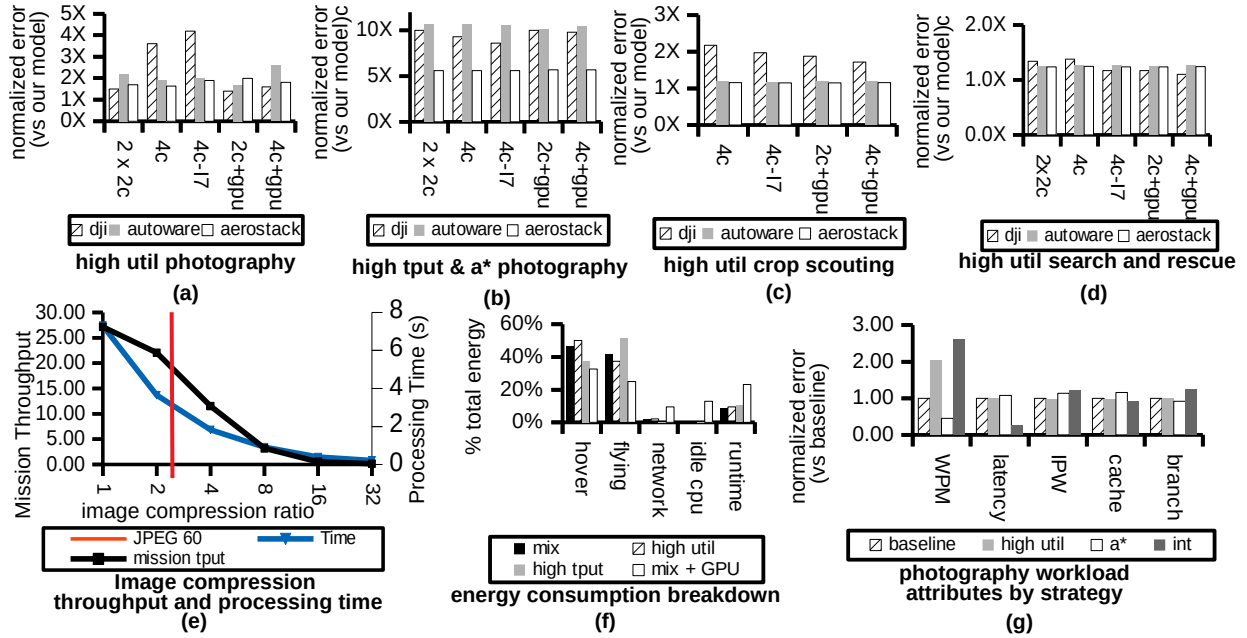 normalized error
(vs our model)
5X
4X
3X
2X
1X
0X
2 x 2c
4c
4c-I7
2c+gpu
4c+gpu
dji autoware aerostack
high util photography
(a)
normalized error
(vs our model)c
10X
5X
0X
2 x 2c
4c
4c-I7
2c+gpu
4c+gpu
dji autoware aerostack
high tput & a* photography
(b)
normalized error
(vs our model)
3X
2X
1X
0X
4c
4c-I7
2c+gpu
4c+gpu
dji autoware aerostack
high util crop scouting
(c)
normalized error
(vs our model)c
2.0X
1.0X
0.0X
2x2c
4c
4c-I7
2c+gpu
4c+gpu
dji autoware aerostack
high util search and rescue
(d)
Mission Throughput
30.00
25.00
20.00
15.00
10.00
5.00
0.00
8
6
4
2
0
Processing Time (s)
1
2
4
8
16
32
image compression ratio
JPEG 60 Time
mission tput
Image compression
throughput and processing time
(e)
% total energy
60%
40%
20%
0%
hover
flying
network
idle cpu
runtime
mix high util
high tput mix + GPU
energy consumption breakdown
(f)
normalized error
(vs baseline)
3.00
2.00
1.00
0.00
WPM
latency
IPW
cache
branch
baseline high util a* int
photography workload
attributes by strategy
(g)